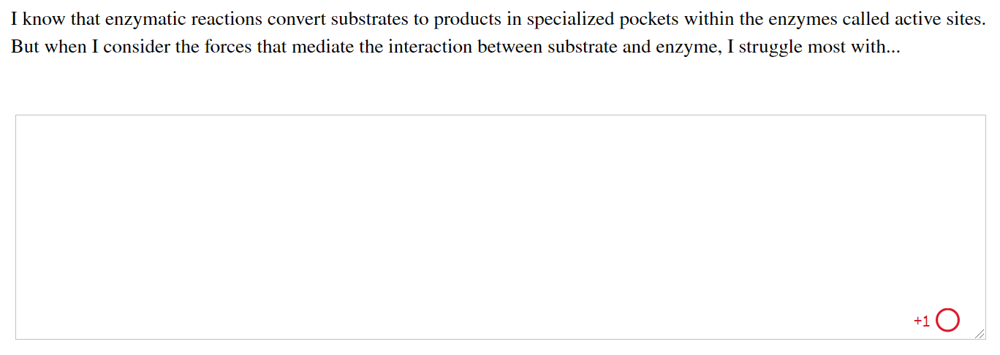 I know that enzymatic reactions convert substrates to products in specialized pockets within the enzymes called active sites.
But when I consider the forces that mediate the interaction between substrate and enzyme, I struggle most with...
+1